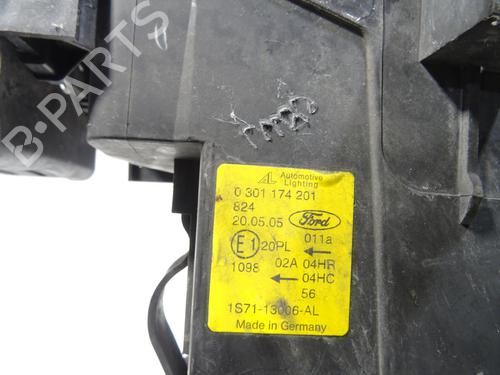 B-PARTS
AL Automotive
Lighting
0 301 174 201
824
20.05.05 Ford
E1 20PL 011a
1098 02A 04HR
04HC
56
1S71-13006-AL
Made in Germany